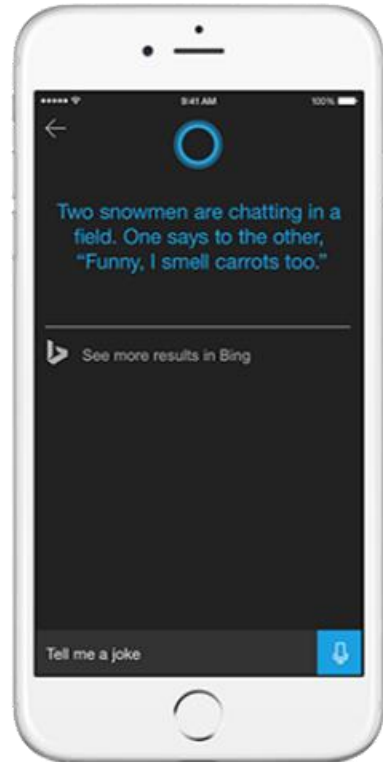 9:41 AM 100%
Two snowmen are chatting in a
field. One says to the other,
“Funny, I smell carrots too.”
See more results in Bing
Tell me a joke